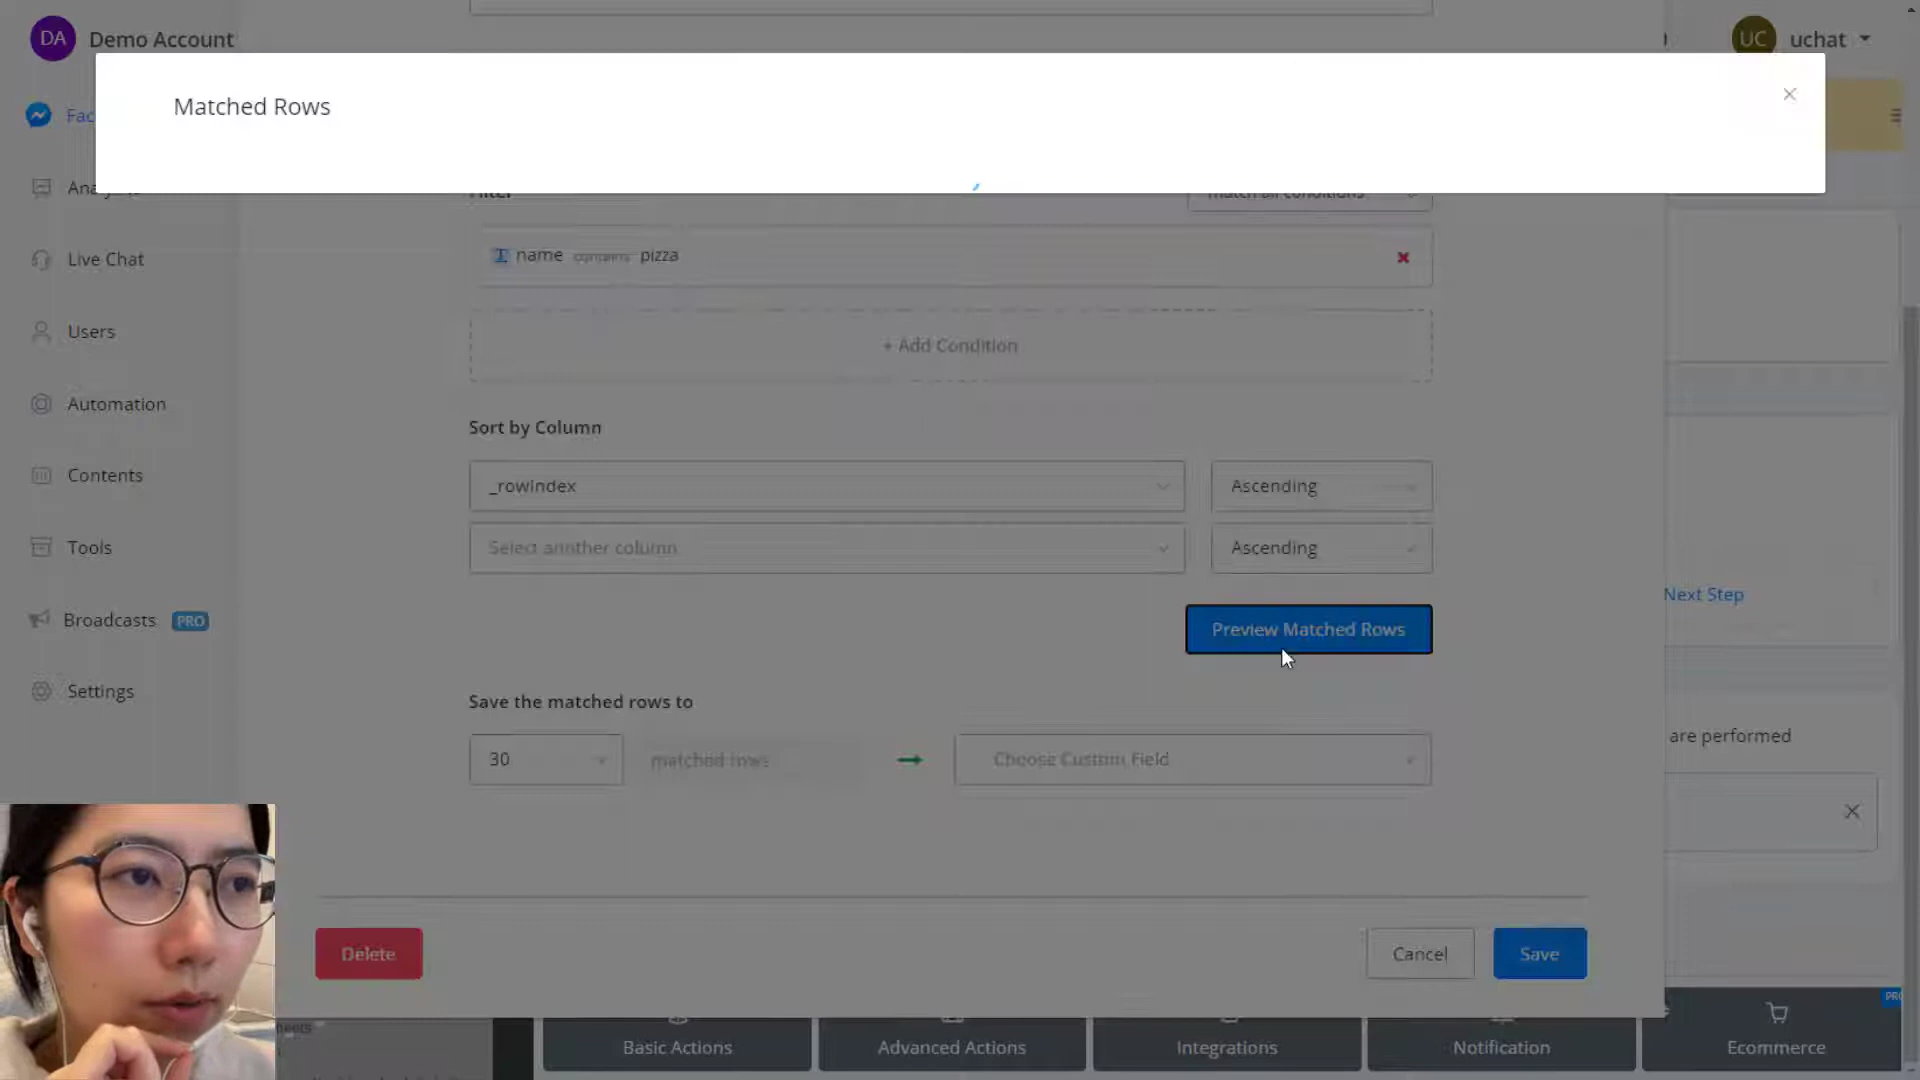 DA Demo Account
UC uchat
Matched Rows
Fac
Analytics
match all conditions
Live Chat
name contains pizza
Users
+ Add Condition
Automation
Sort by Column
Contents
_rowIndex
Ascending
Tools
Select another column
Ascending
Next Step
Broadcasts PRO
Preview Matched Rows
Settings
Save the matched rows to
are performed
30
matched rows
Choose Custom Field
Delete
Cancel
Save
PRO
Basic Actions
Advanced Actions
Integrations
Notification
Ecommerce